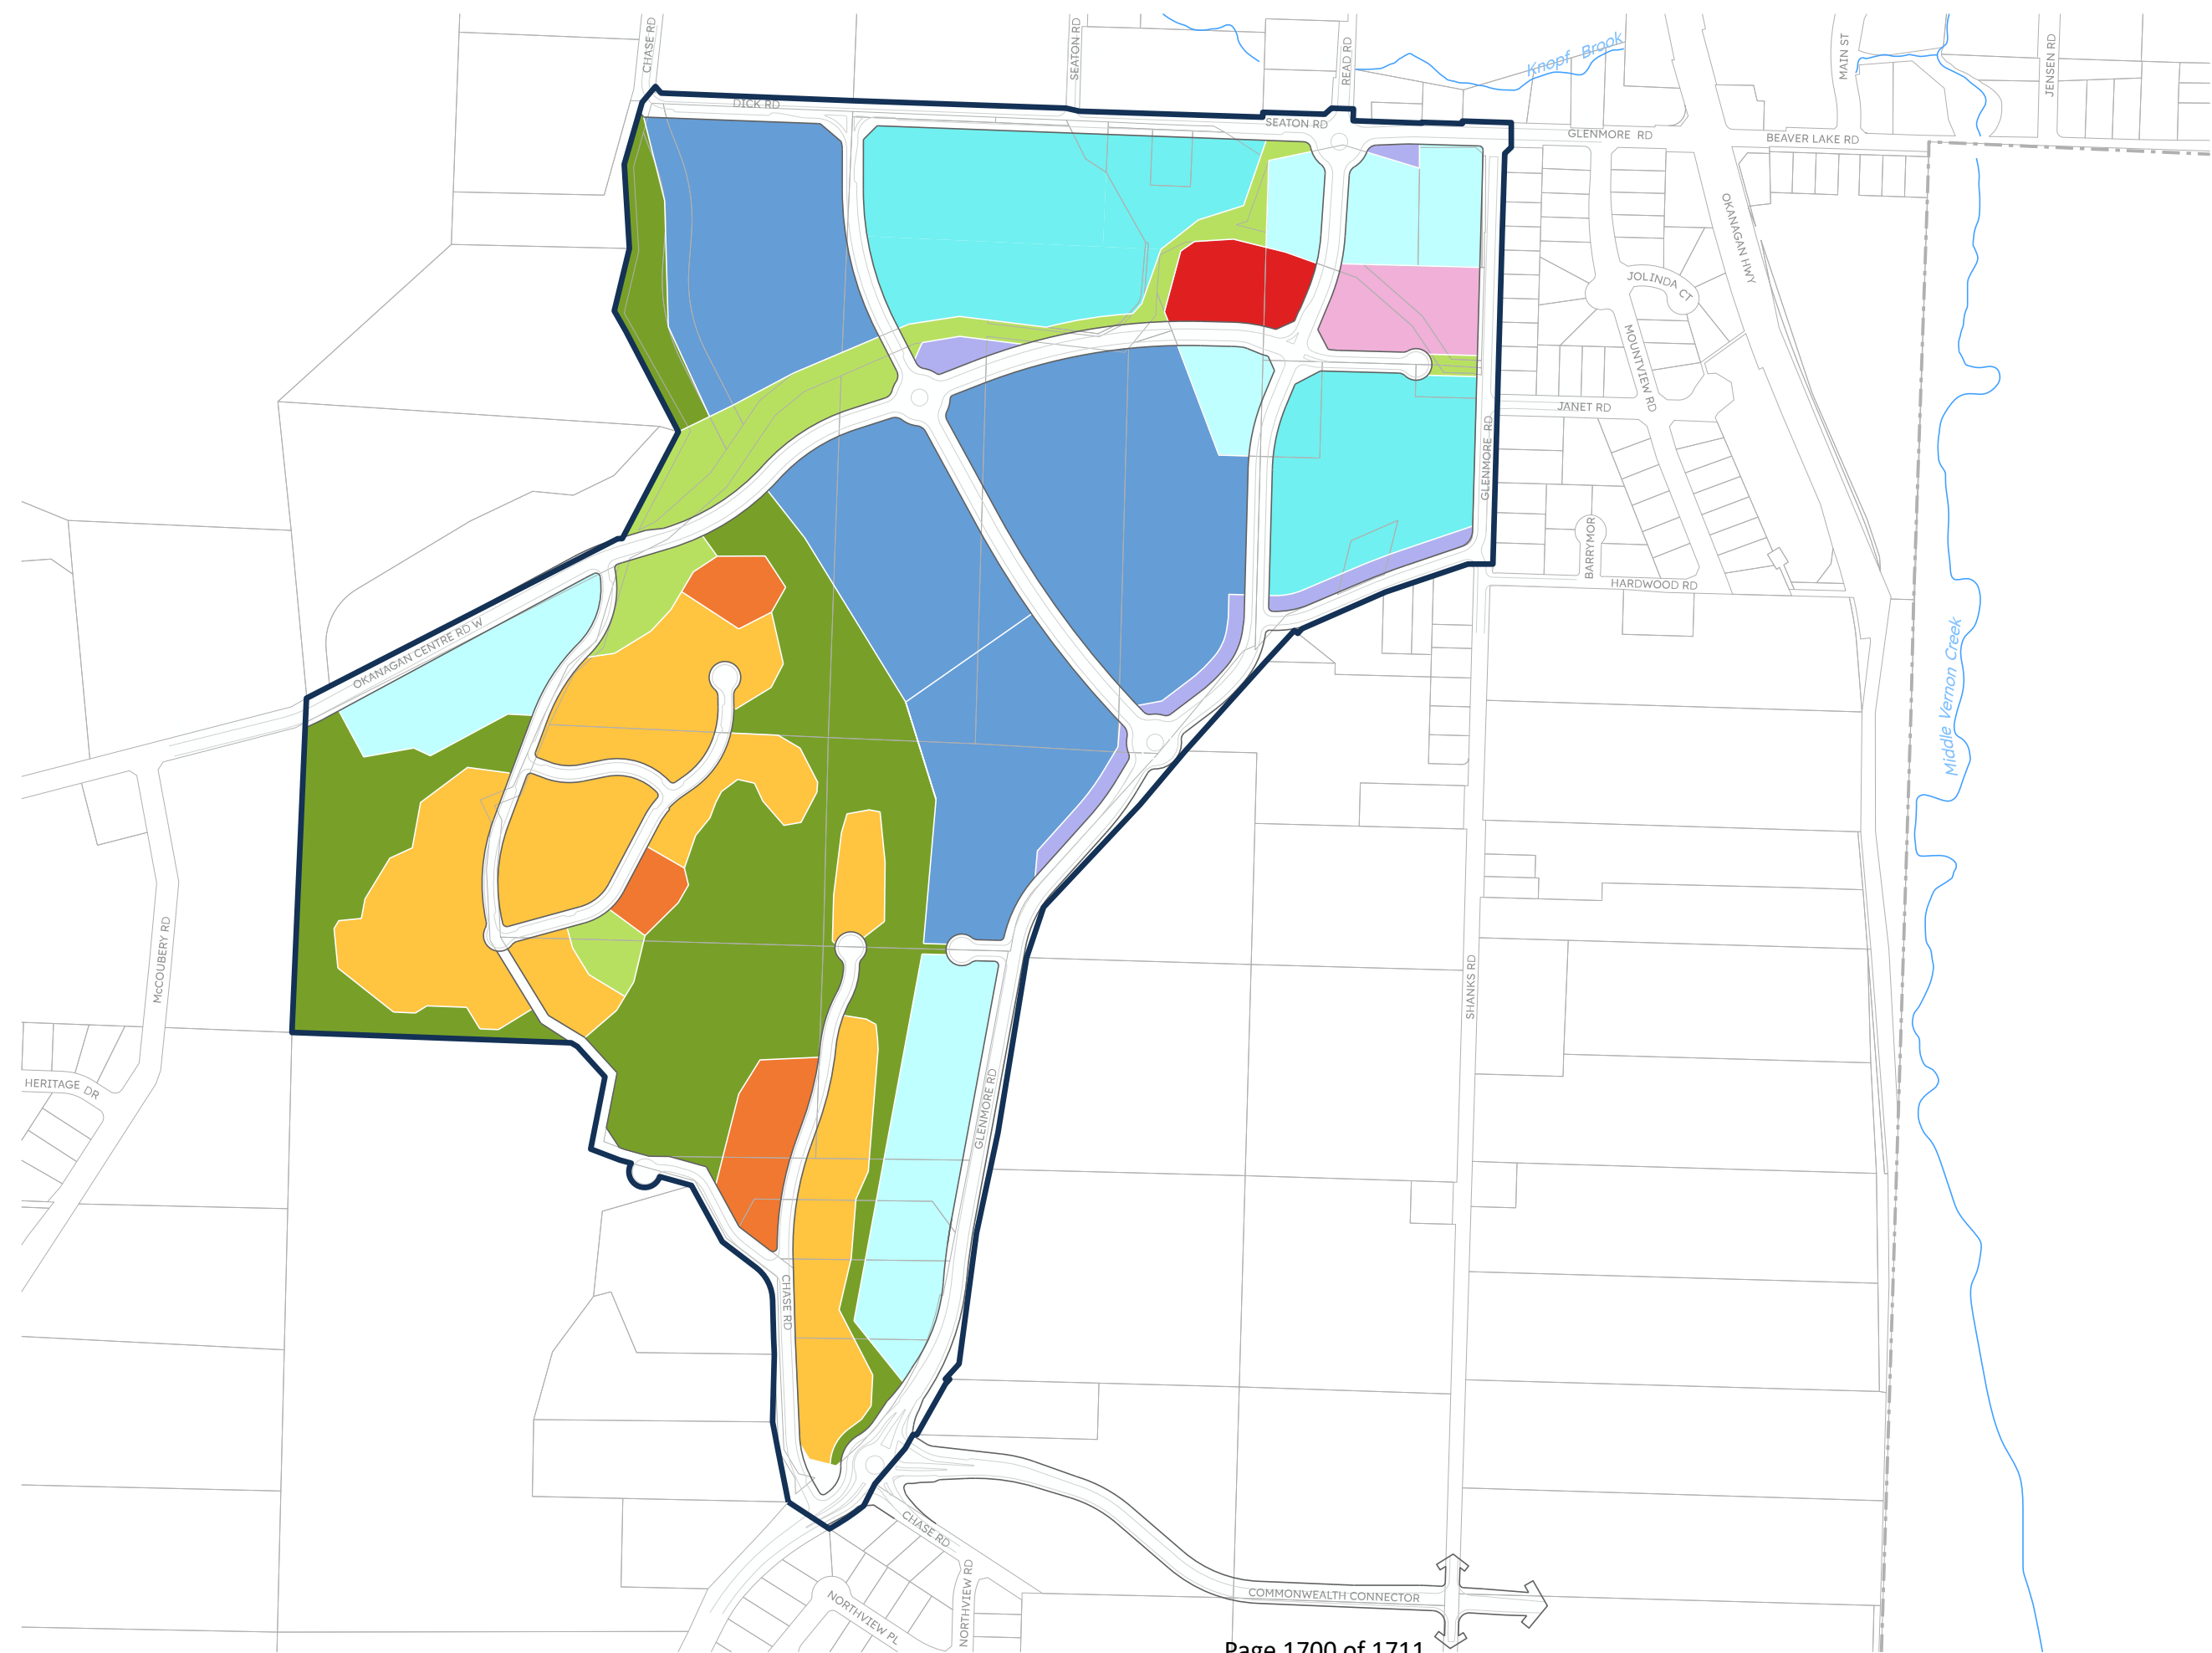 CHASE RD
SEATON RD
READ RD
Knopf Brook
MAIN ST
JENSEN RD
DICK RD
SEATON RD
GLENMORE RD
BEAVER LAKE RD
OKANAGAN HWY
JOLINDA CT
MOUNTVIEW RD
JANET RD
GLENMORE RD
BARRYMOR
HARDWOOD RD
OKANAGAN CENTRE RD W
Middle Vernon Creek
McCOUBERY RD
SHANKS RD
HERITAGE DR
GLENMORE RD
CHASE RD
CHASE RD
NORTHVIEW RD
NORTHVIEW PL
COMMONWEALTH CONNECTOR
Page 1700 of 1711